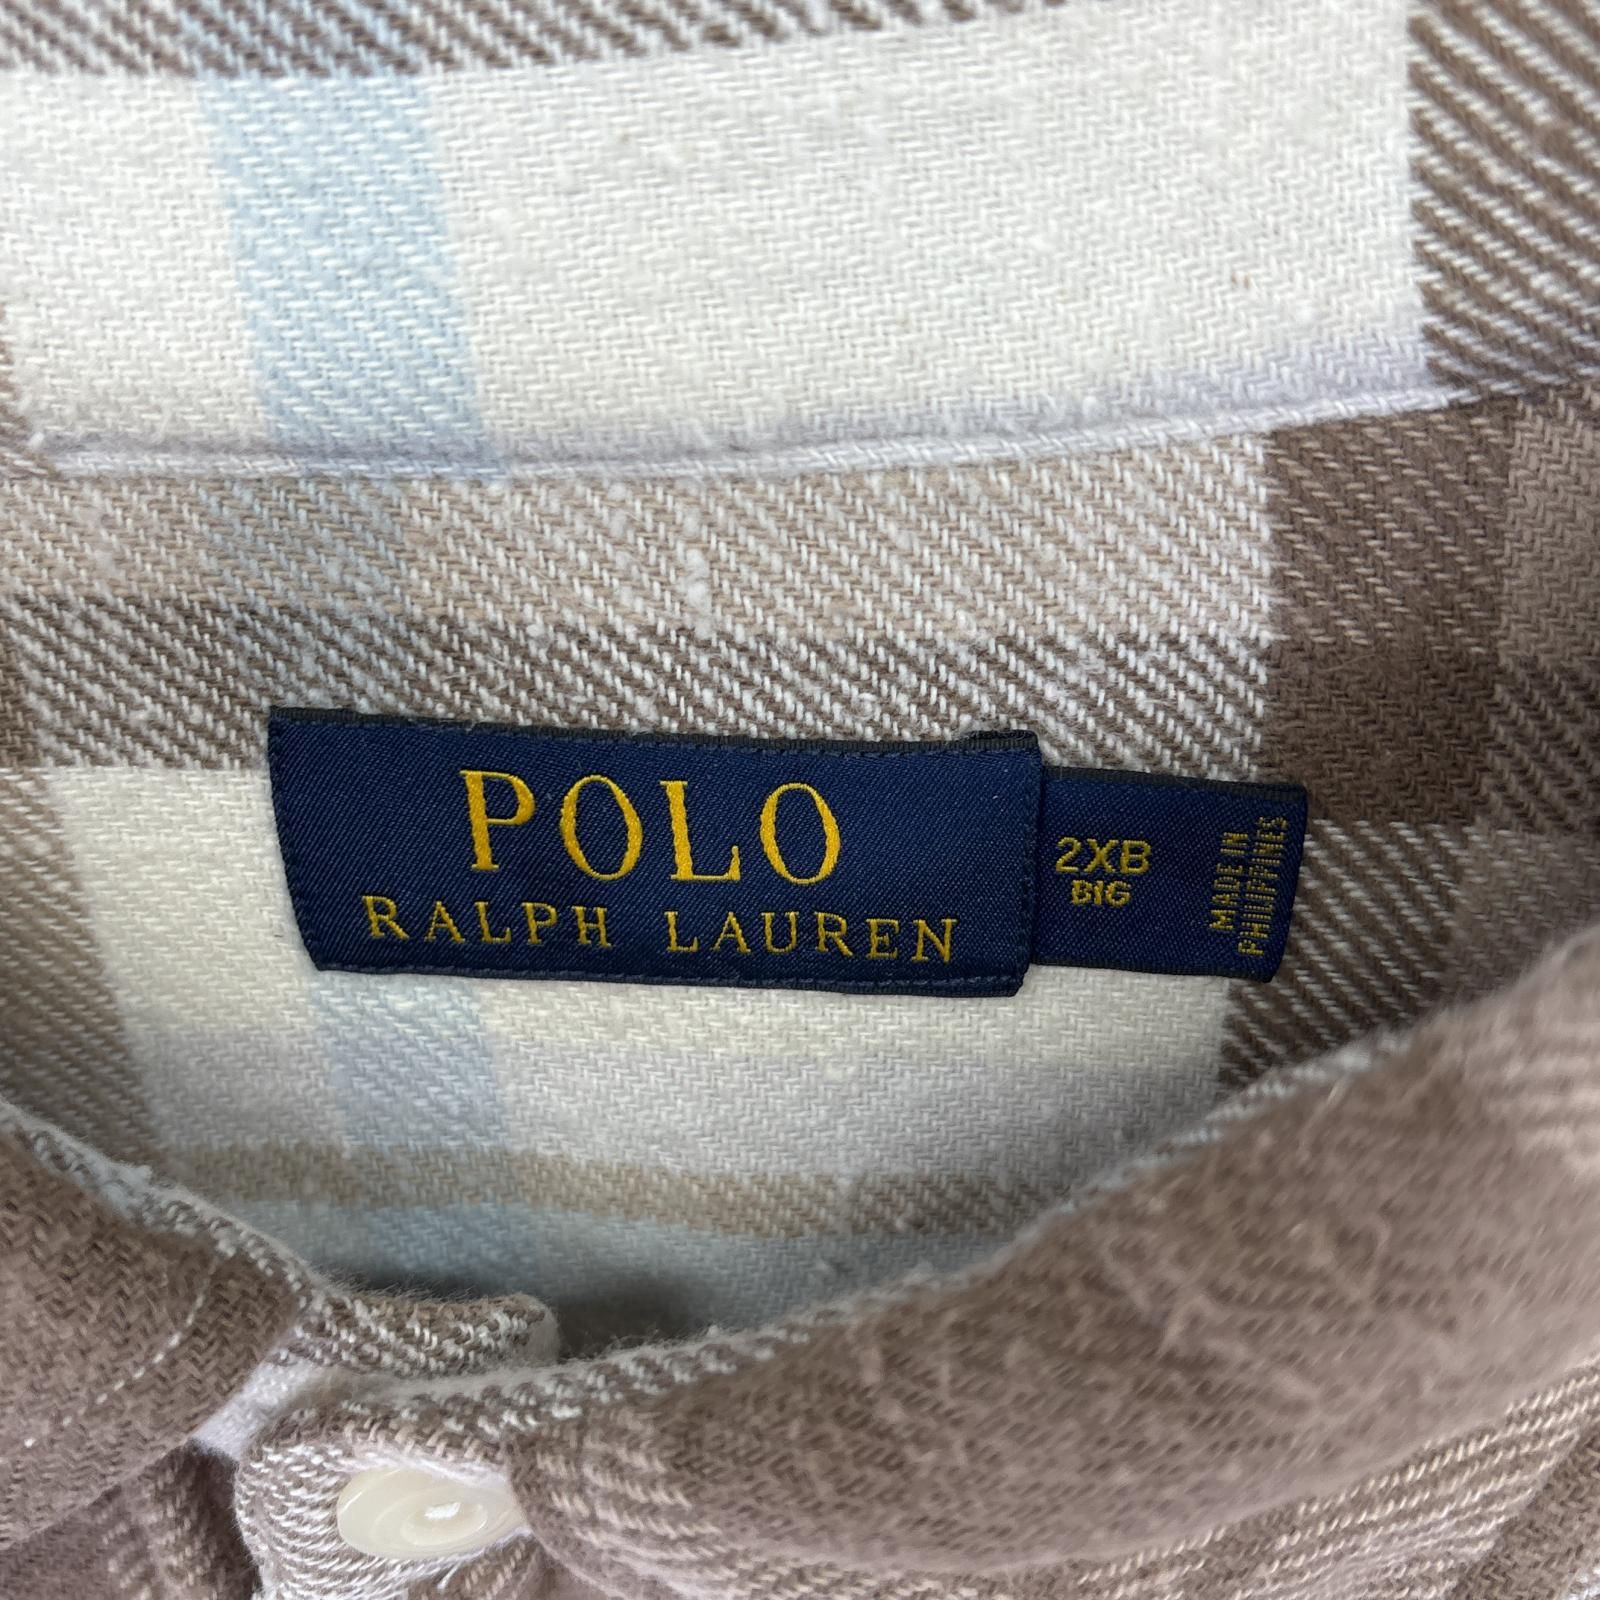 POLO
RALPH LAUREN
2XB
BIG
MADE IN
PHILIPPINES